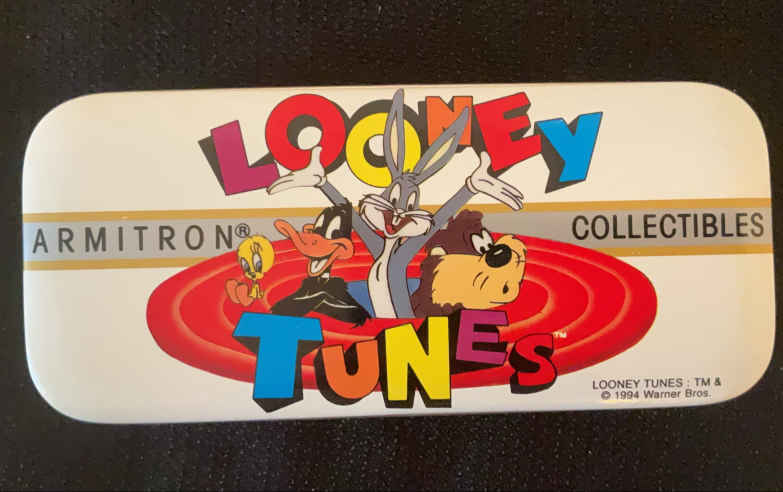 LOONEY
ARMITRON® COLLECTIBLES
TUNES™
LOONEY TUNES : TM &
© 1994 Warner Bros.